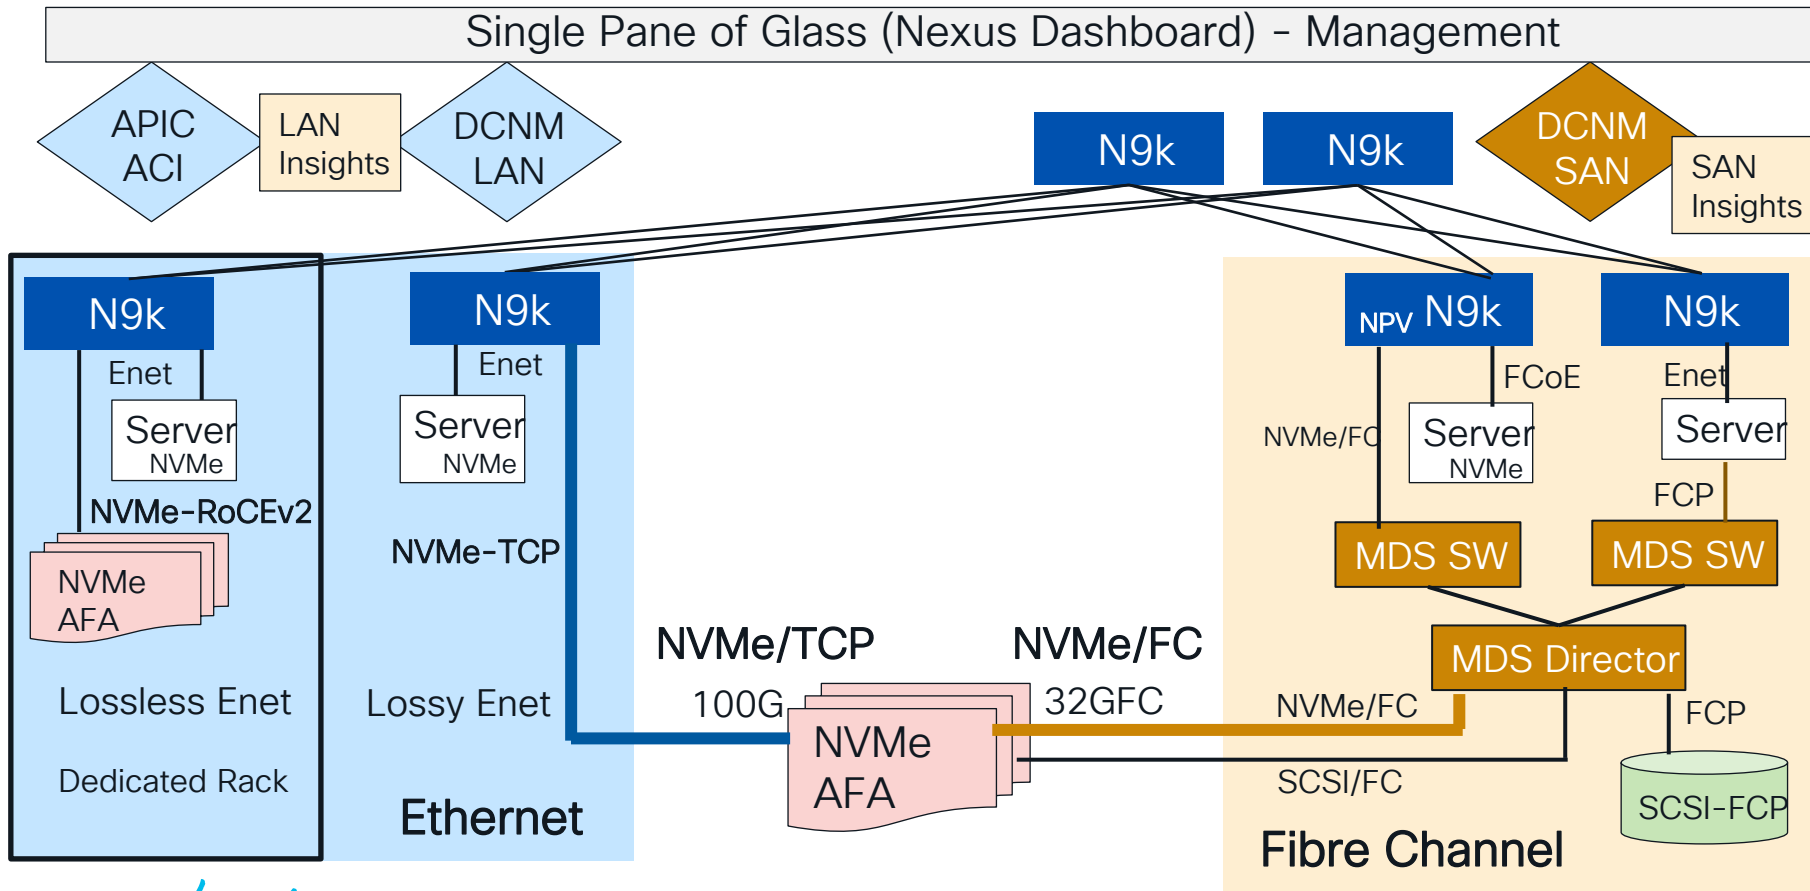 Single Pane of Glass (Nexus Dashboard) - Management
APIC
ACI
LAN
Insights
DCNM
LAN
N9k
N9k
DCNM
SAN
SAN
Insights
N9k
Enet
Server
NVMe
NVMe-RoCEv2
NVMe
AFA
Lossless Enet
Dedicated Rack
N9k
Enet
Server
NVMe
NVMe-TCP
Lossy Enet
Ethernet
NVMe/TCP
100G
NVMe
AFA
NVMe/FC
32GFC
NPV N9k
FCoE
NVMe/FC
Server
NVMe
MDS SW
N9k
Enet
Server
FCP
MDS SW
MDS Director
NVMe/FC
SCSI/FC
FCP
SCSI-FCP
Fibre Channel